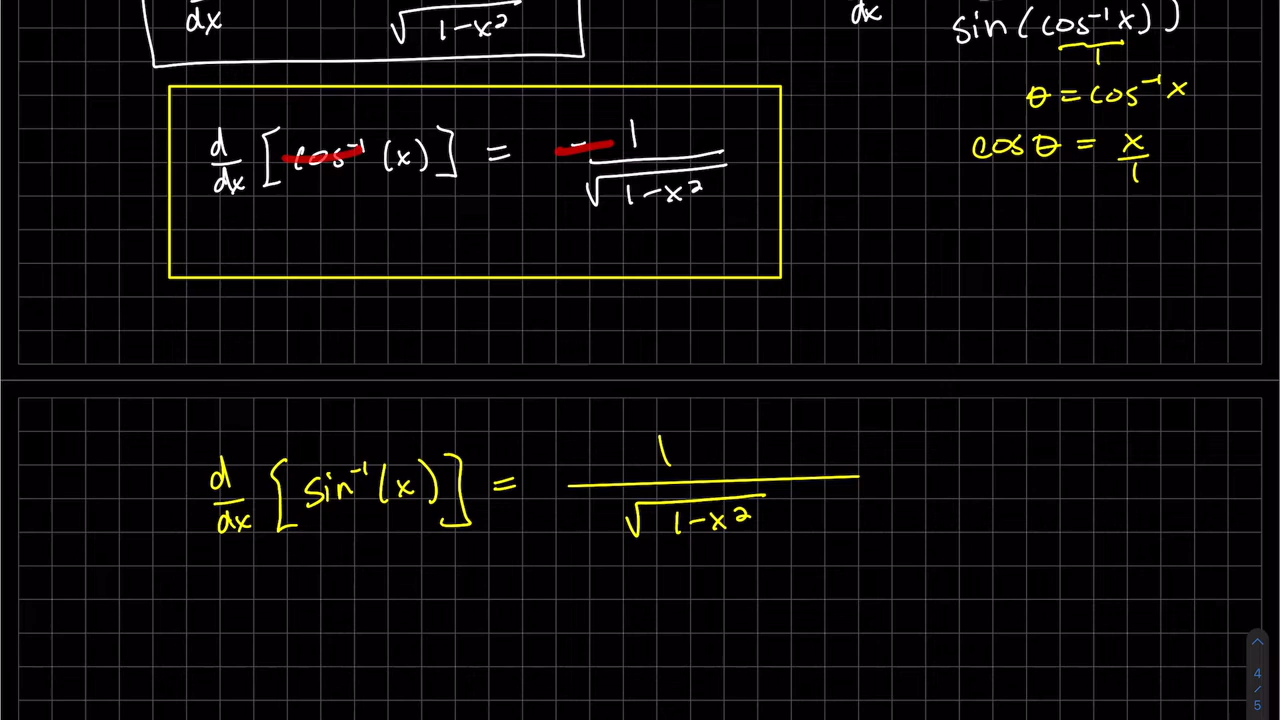 dx √1-x²
dx
sin(cos⁻¹x))
1
θ = cos⁻¹x
cosθ = x/1
d/dx [cos⁻¹(x)] = -1/√1-x²
d/dx [sin⁻¹(x)] = 1/√1-x²
4
/
5